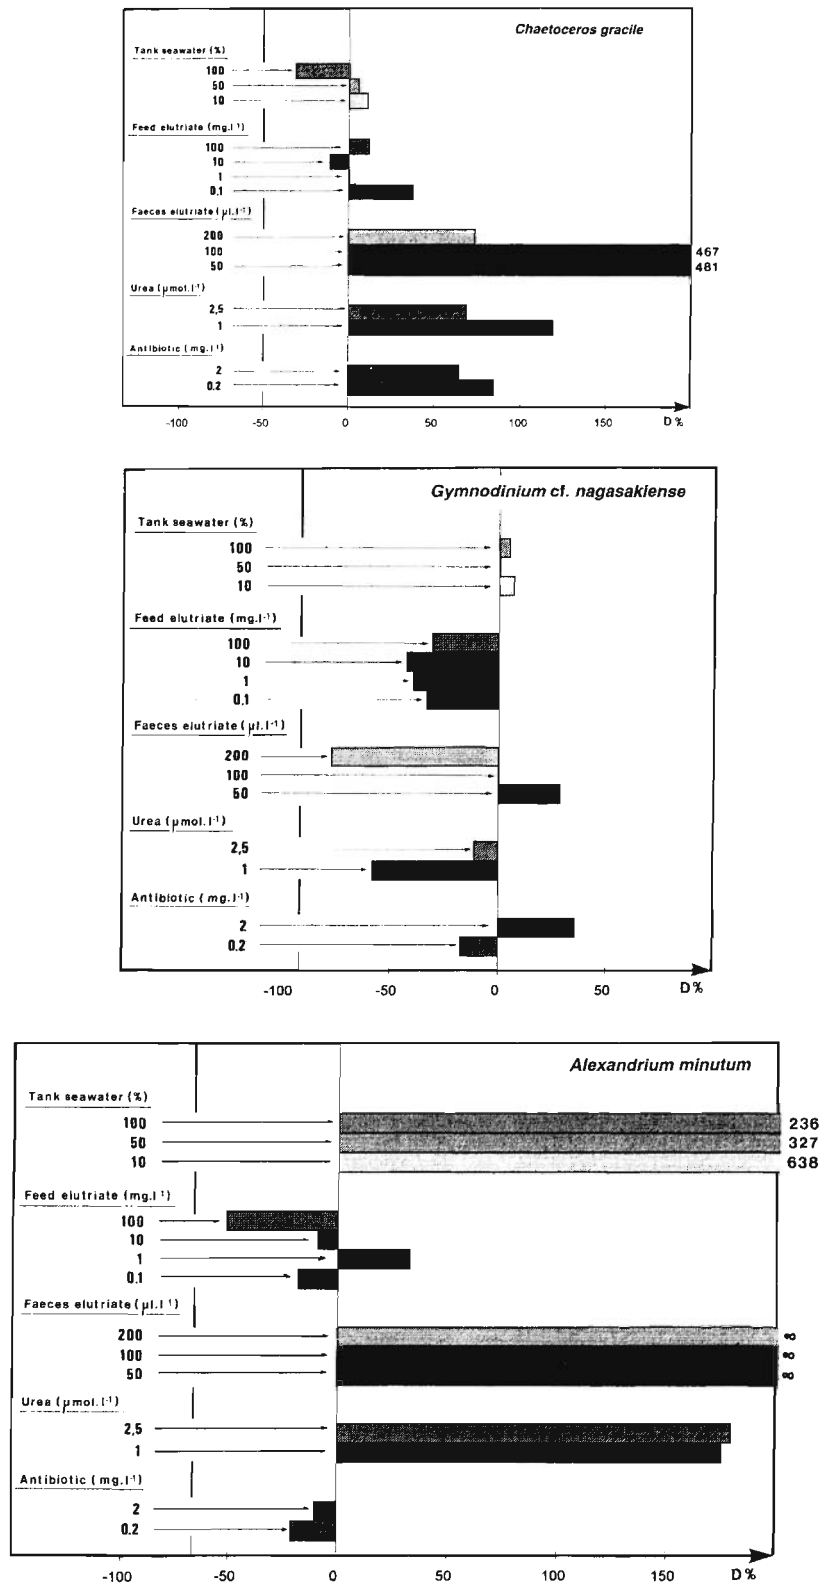 Chaetoceros gracile
Tank seawater (%)
100
50
10
Feed elutriate (mg.l-1)
100
10
1
0.1
Faeces elutriate (µl.l-1)
200
100 467
50 481
Urea (µmol.l-1)
2,5
1
Antibiotic (mg.l-1)
2
0.2
-100 -50 0 50 100 150 D%
Gymnodinium cf. nagasakiense
Tank seawater (%)
100
50
10
Feed elutriate (mg.l-1)
100
10
1
0.1
Faeces elutriate (µl.l-1)
200
100
50
Urea (µmol.l-1)
2,5
1
Antibiotic (mg.l-1)
2
0.2
-100 -50 0 50 D%
Alexandrium minutum
Tank seawater (%)
100 236
50 327
10 638
Feed elutriate (mg.l-1)
100
10
1
0.1
Faeces elutriate (µl.l-1)
200 ∞
100 ∞
50 ∞
Urea (µmol.l-1)
2,5
1
Antibiotic (mg.l-1)
2
0.2
-100 -50 0 50 100 150 D%